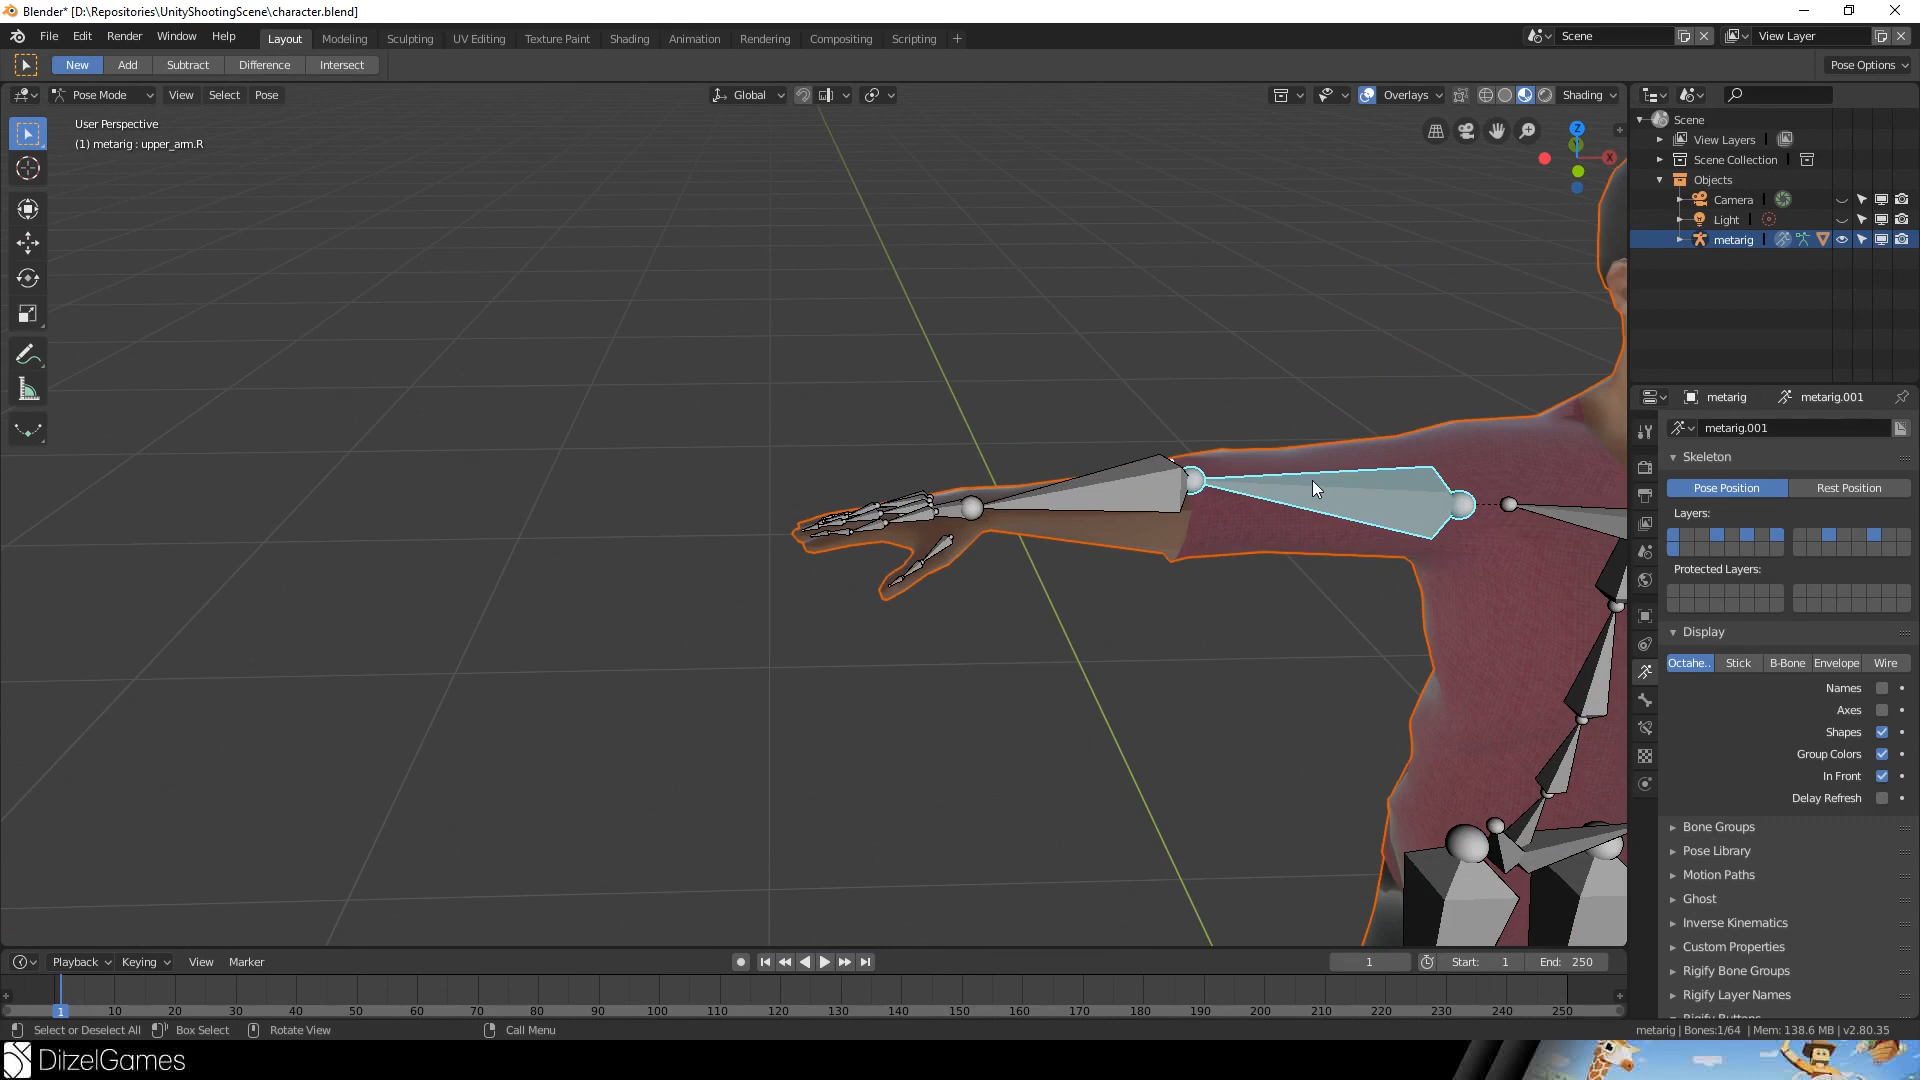 Blender* [D:\Repositories\UnityShootingScene\character.blend]
File Edit Render Window Help Layout Modeling Sculpting UV Editing Texture Paint Shading Animation Rendering Compositing Scripting + Scene View Layer
New Add Subtract Difference Intersect Pose Options
Pose Mode View Select Pose Global Overlays Shading
User Perspective
(1) metarig : upper_arm.R
Z
X
Scene
View Layers
Scene Collection
Objects
Camera
Light
metarig
metarig metarig.001
metarig.001
Skeleton
Pose Position Rest Position
Layers:
Protected Layers:
Display
Octahe.. Stick B-Bone Envelope Wire
Names
Axes
Shapes
Group Colors
In Front
Delay Refresh
Bone Groups
Pose Library
Motion Paths
Ghost
Inverse Kinematics
Custom Properties
Rigify Bone Groups
Rigify Layer Names
Rigify Buttons
Playback Keying View Marker 1 Start: 1 End: 250
1 10 20 30 40 50 60 70 80 90 100 110 120 130 140 150 160 170 180 190 200 210 220 230 240 250
Select or Deselect All Box Select Rotate View Call Menu metarig | Bones:1/64 | Mem: 138.6 MB | v2.80.35
DitzelGames